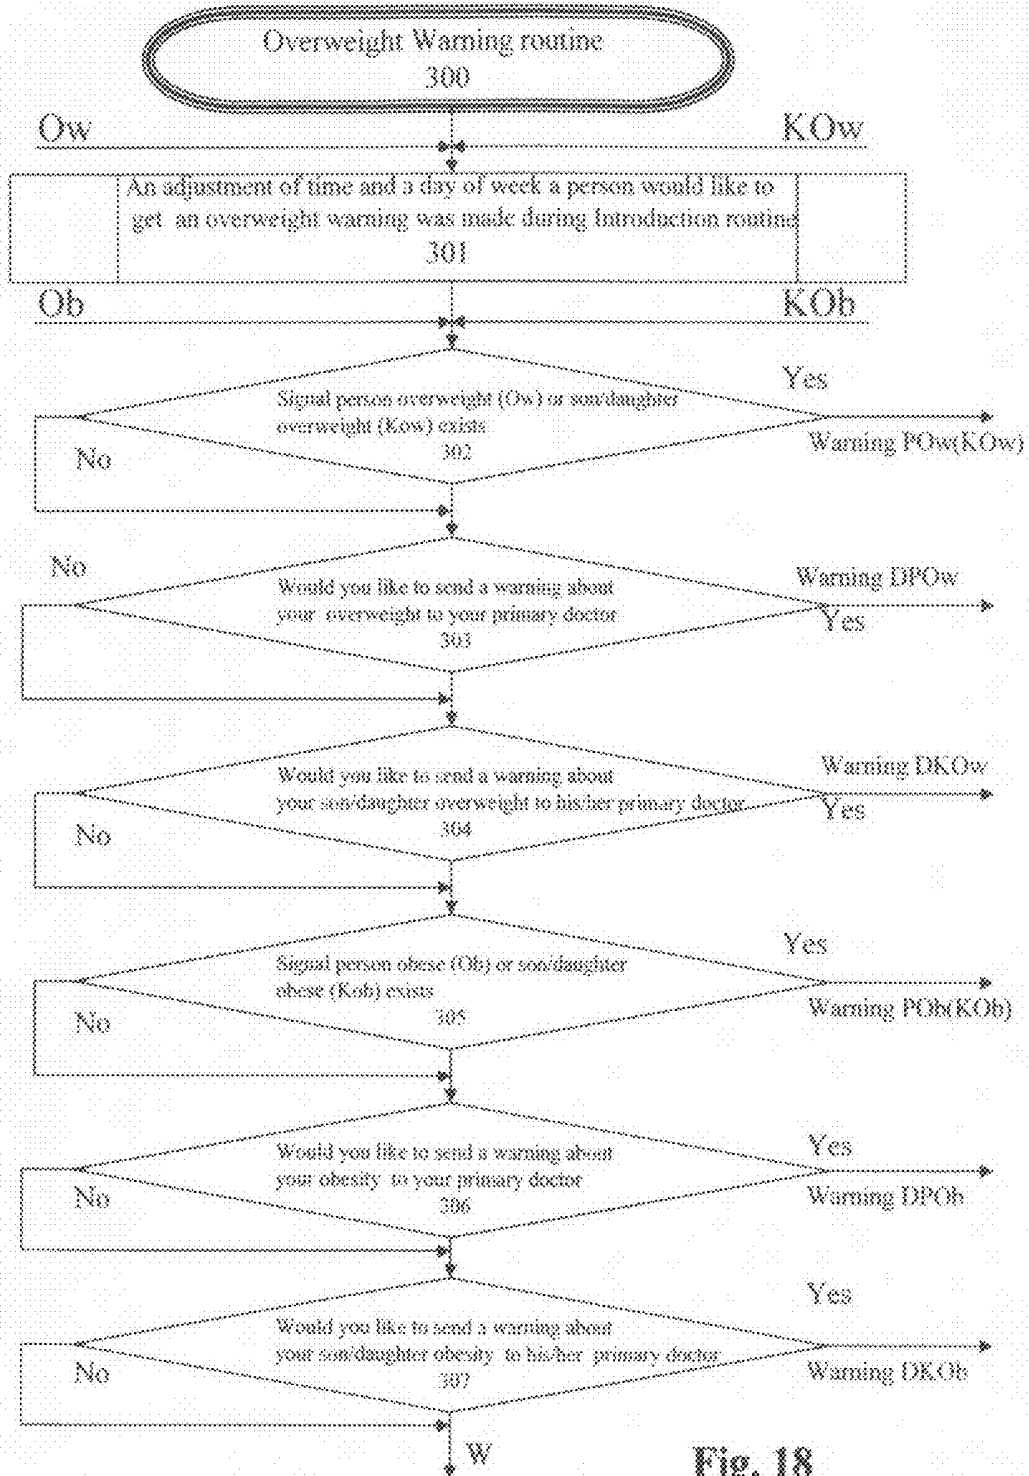 Overweight Warning routine
300
Ow
KOw
An adjustment of time and a day of week a person would like to
get an overweight warning was made during Introduction routine
301
Ob
KOb
Signal person overweight (Ow) or son/daughter
overweight (Kow) exists
302
Yes
Warning POw(KOw)
No
Would you like to send a warning about
your overweight to your primary doctor
303
No
Warning DPOw
Yes
Would you like to send a warning about
your son/daughter overweight to his/her primary doctor
304
Warning DKOw
Yes
No
Signal person obese (Ob) or son/daughter
obese (Kob) exists
305
Yes
Warning POb(KOb)
No
Would you like to send a warning about
your obesity to your primary doctor
306
Yes
Warning DPOb
No
Would you like to send a warning about
your son/daughter obesity to his/her primary doctor
307
Yes
Warning DKOb
No
W
Fig. 18